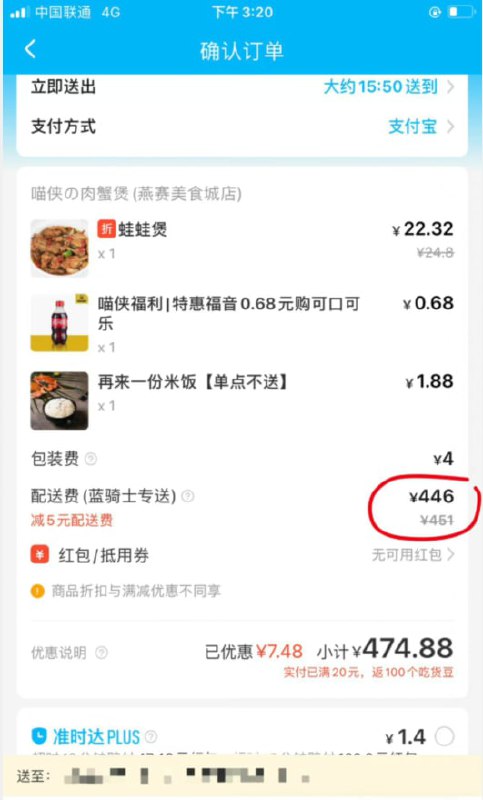 中国联通 4G 下午 3:20
确认订单
立即送出 大约15:50送到
支付方式 支付宝
喵侠の肉蟹煲 (燕赛美食城店)
折 蛙蛙煲 ¥22.32
x 1 ¥24.8
喵侠福利|特惠福音0.68元购可口可 ¥0.68
乐
x 1
再来一份米饭【单点不送】 ¥1.88
x 1
包装费 ? ¥4
配送费 (蓝骑士专送) ? ¥446
减5元配送费 ¥451
¥ 红包/抵用券 无可用红包
! 商品折扣与满减优惠不同享
优惠说明 ? 已优惠¥7.48 小计¥474.88
实付已满20元，返100个吃货豆
准时达PLUS ? ¥1.4
送至：